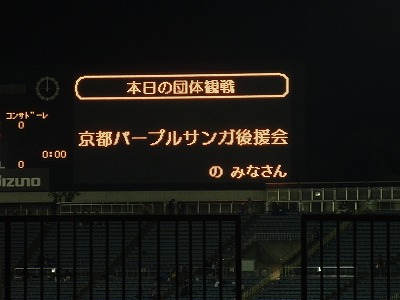 本日の団体観戦
コンサドーレ
0
京都パープルサンガ後援会
0:00
0
の みなさん